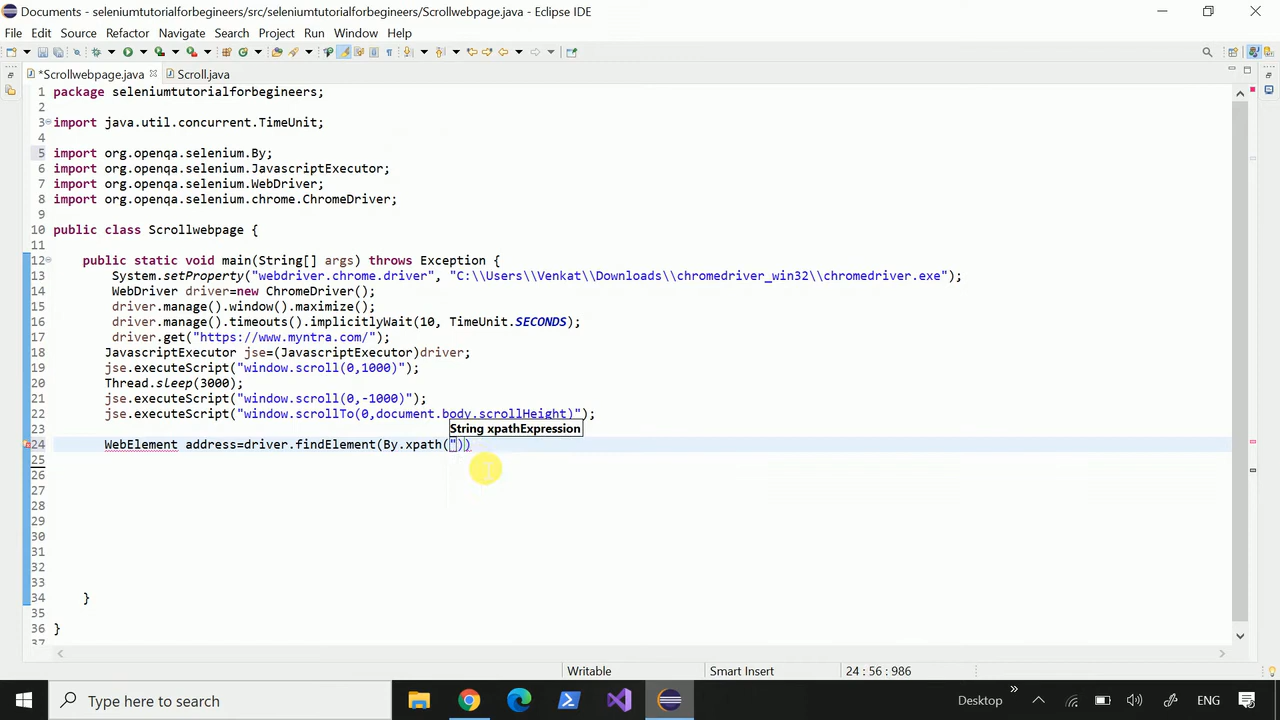 Documents - seleniumtutorialforbegineers/src/seleniumtutorialforbegineers/Scrollwebpage.java - Eclipse IDE
File Edit Source Refactor Navigate Search Project Run Window Help
*Scrollwebpage.java Scroll.java
1 package seleniumtutorialforbegineers;
2
3 import java.util.concurrent.TimeUnit;
4
5 import org.openqa.selenium.By;
6 import org.openqa.selenium.JavascriptExecutor;
7 import org.openqa.selenium.WebDriver;
8 import org.openqa.selenium.chrome.ChromeDriver;
9
10 public class Scrollwebpage {
11
12 public static void main(String[] args) throws Exception {
13 System.setProperty("webdriver.chrome.driver", "C:\\Users\\Venkat\\Downloads\\chromedriver_win32\\chromedriver.exe");
14 WebDriver driver=new ChromeDriver();
15 driver.manage().window().maximize();
16 driver.manage().timeouts().implicitlyWait(10, TimeUnit.SECONDS);
17 driver.get("https://www.myntra.com/");
18 JavascriptExecutor jse=(JavascriptExecutor)driver;
19 jse.executeScript("window.scroll(0,1000)");
20 Thread.sleep(3000);
21 jse.executeScript("window.scroll(0,-1000)");
22 jse.executeScript("window.scrollTo(0,document.body.scrollHeight)");
23 String xpathExpression
24 WebElement address=driver.findElement(By.xpath(""))
25
26
27
28
29
30
31
32
33
34 }
35
36 }
37
Writable Smart Insert 24 : 56 : 986
Type here to search Desktop ENG